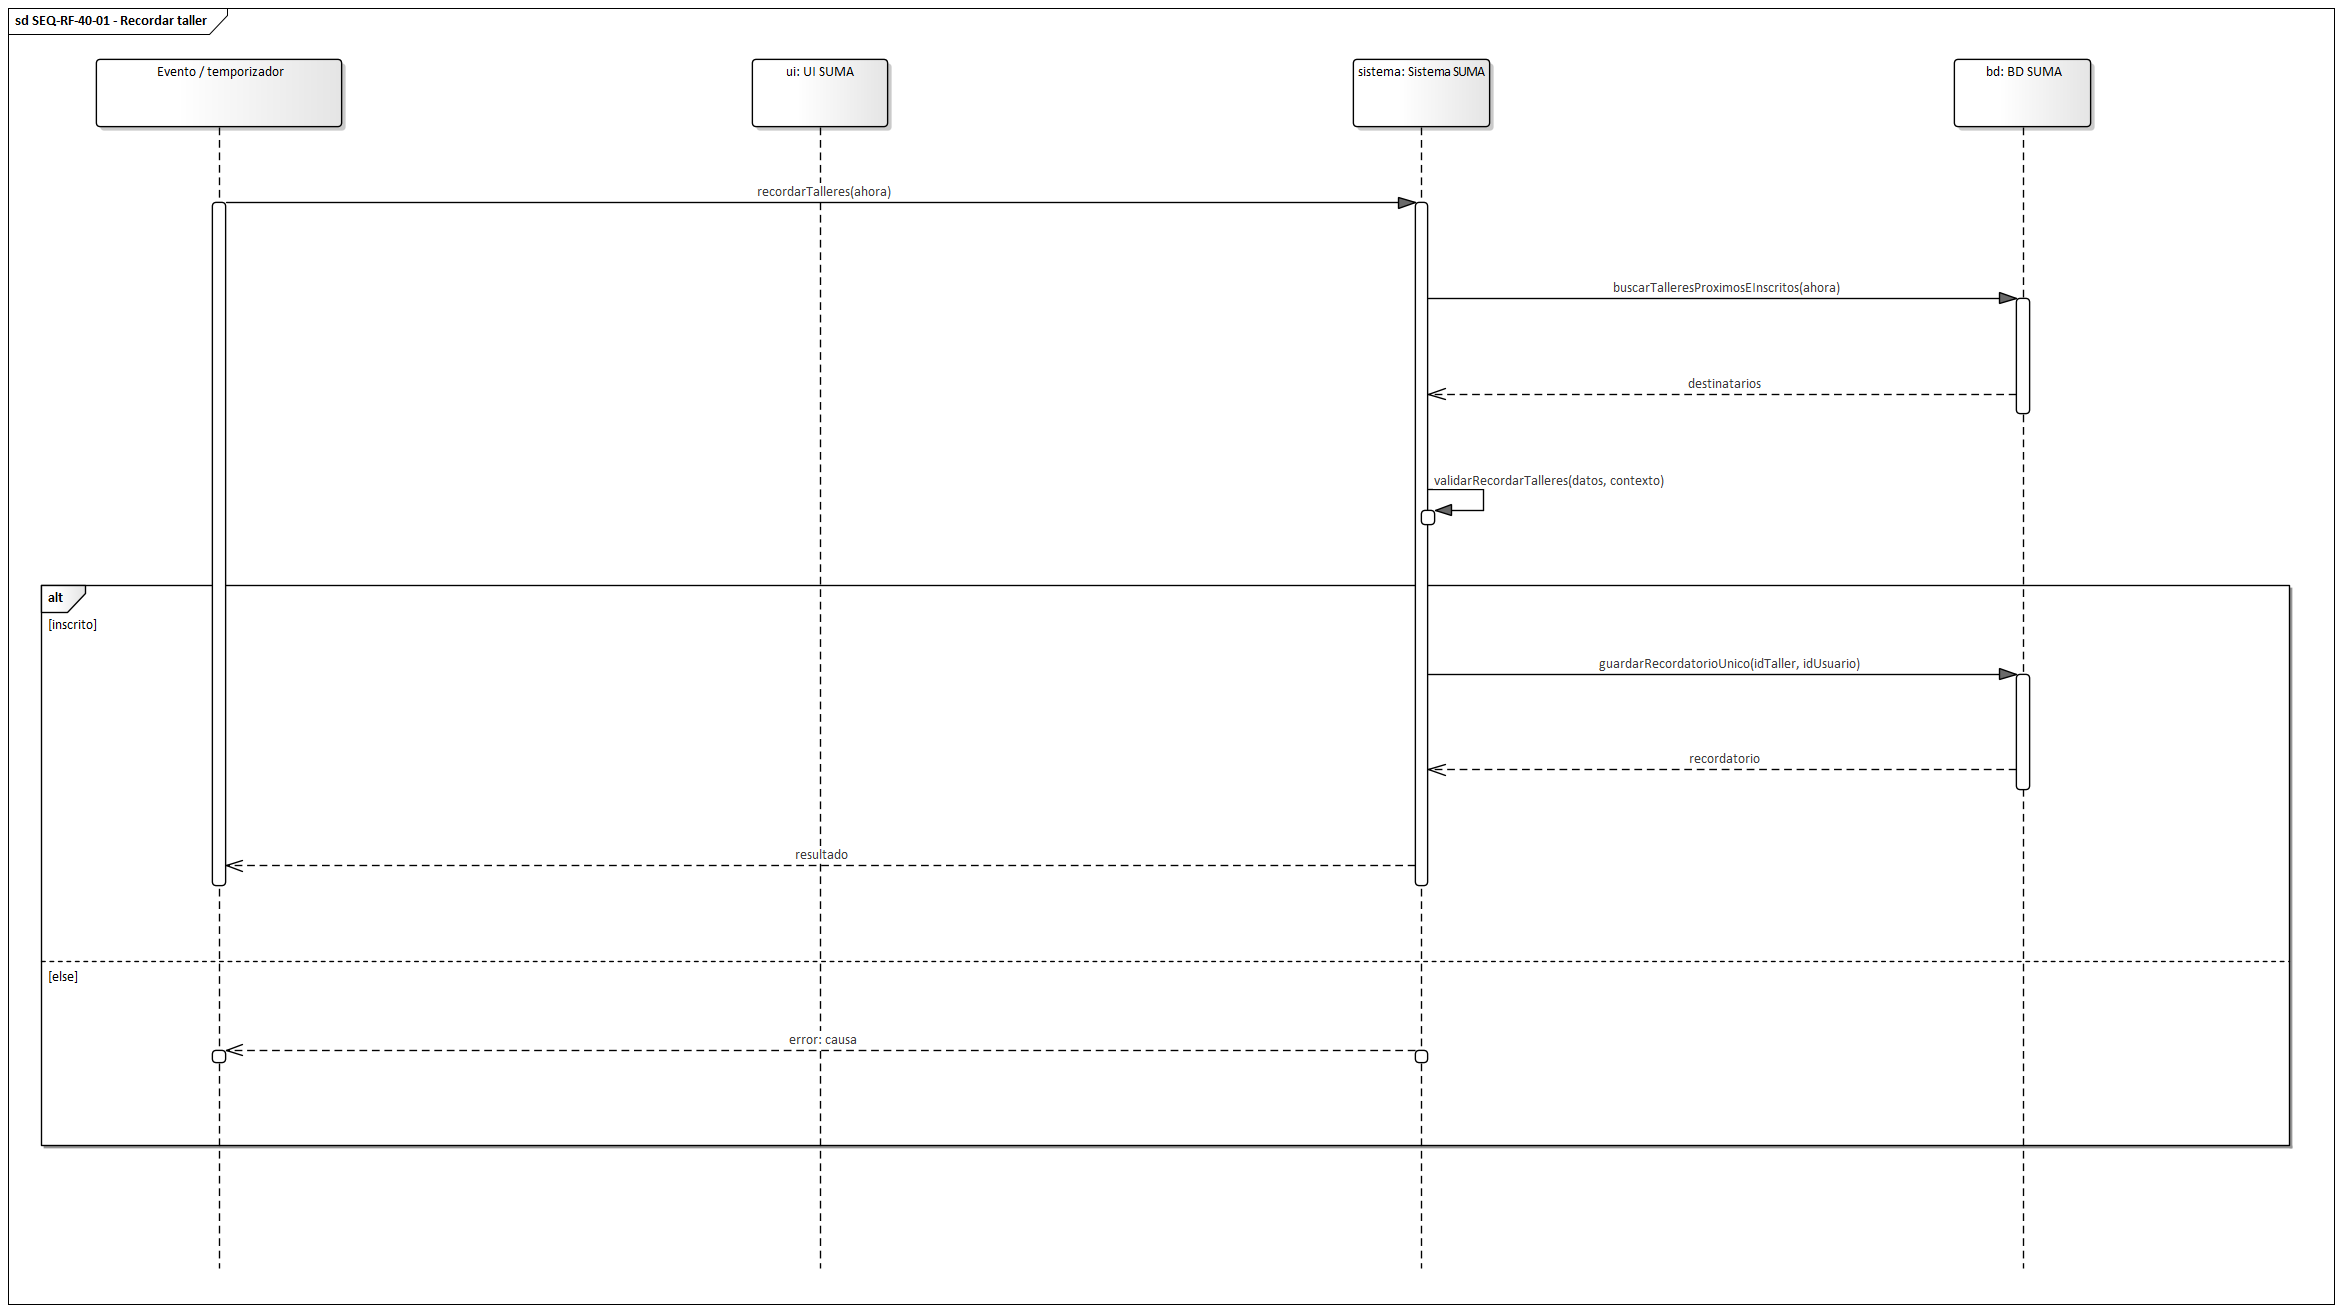 sd SEQ-RF-40-01 - Recordar taller
Evento / temporizador
ui: UI SUMA
sistema: Sistema SUMA
bd: BD SUMA
recordarTalleres(ahora)
buscarTalleresProximosEInscritos(ahora)
destinatarios
validarRecordarTalleres(datos, contexto)
alt
[inscrito]
guardarRecordatorioUnico(idTaller, idUsuario)
recordatorio
resultado
[else]
error: causa